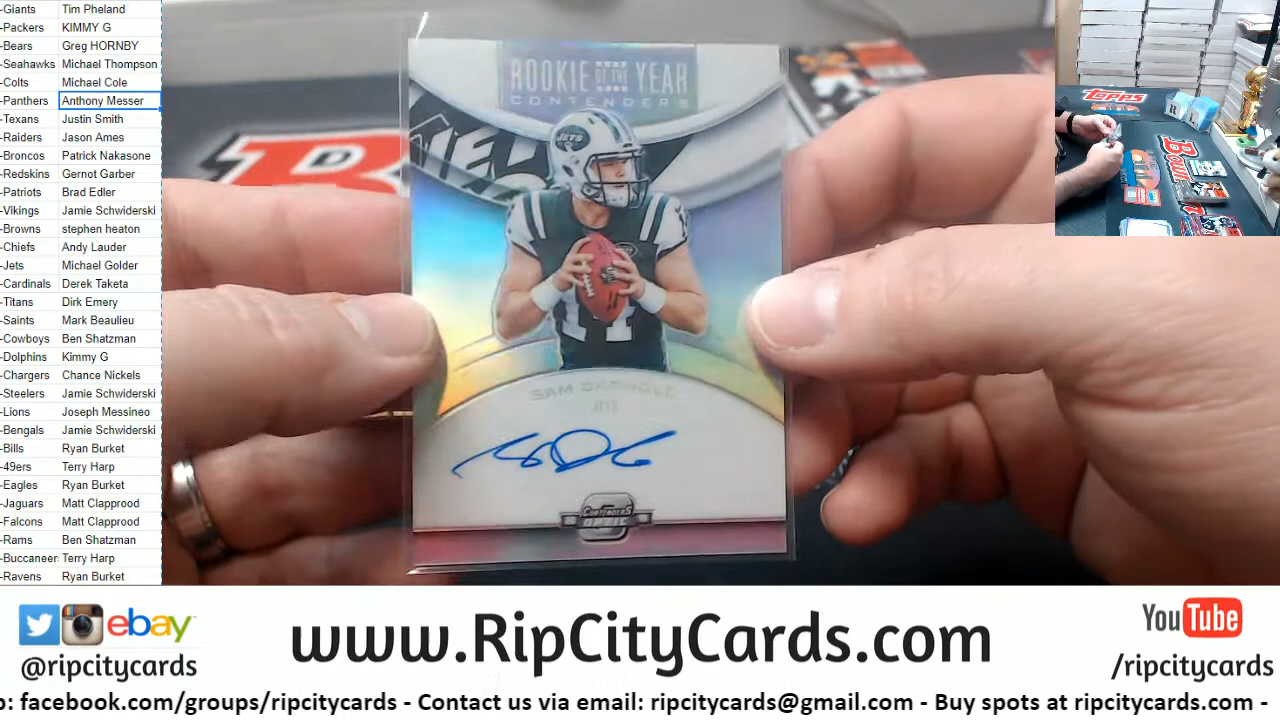 -Giants Tim Pheland
-Packers KIMMY G
-Bears Greg HORNBY
-Seahawks Michael Thompson
-Colts Michael Cole
-Panthers Anthony Messer
-Texans Justin Smith
-Raiders Jason Ames
-Broncos Patrick Nakasone
-Redskins Gernot Garber
-Patriots Brad Edler
-Vikings Jamie Schwiderski
-Browns stephen heaton
-Chiefs Andy Lauder
-Jets Michael Golder
-Cardinals Derek Taketa
-Titans Dirk Emery
-Saints Mark Beaulieu
-Cowboys Ben Shatzman
-Dolphins Kimmy G
-Chargers Chance Nickels
-Steelers Jamie Schwiderski
-Lions Joseph Messineo
-Bengals Jamie Schwiderski
-Bills Ryan Burket
-49ers Terry Harp
-Eagles Ryan Burket
-Jaguars Matt Clapprood
-Falcons Matt Clapprood
-Rams Ben Shatzman
-Buccaneer Terry Harp
-Ravens Ryan Burket
ROOKIE OF THE YEAR
CONTENDERS
JETS
SAM DARNOLD
JETS
CONTENDERS
OPTIC
TOPPS
ebay
@ripcitycards
www.RipCityCards.com
YouTube
/ripcitycards
p: facebook.com/groups/ripcitycards - Contact us via email: ripcitycards@gmail.com - Buy spots at ripcitycards.com -